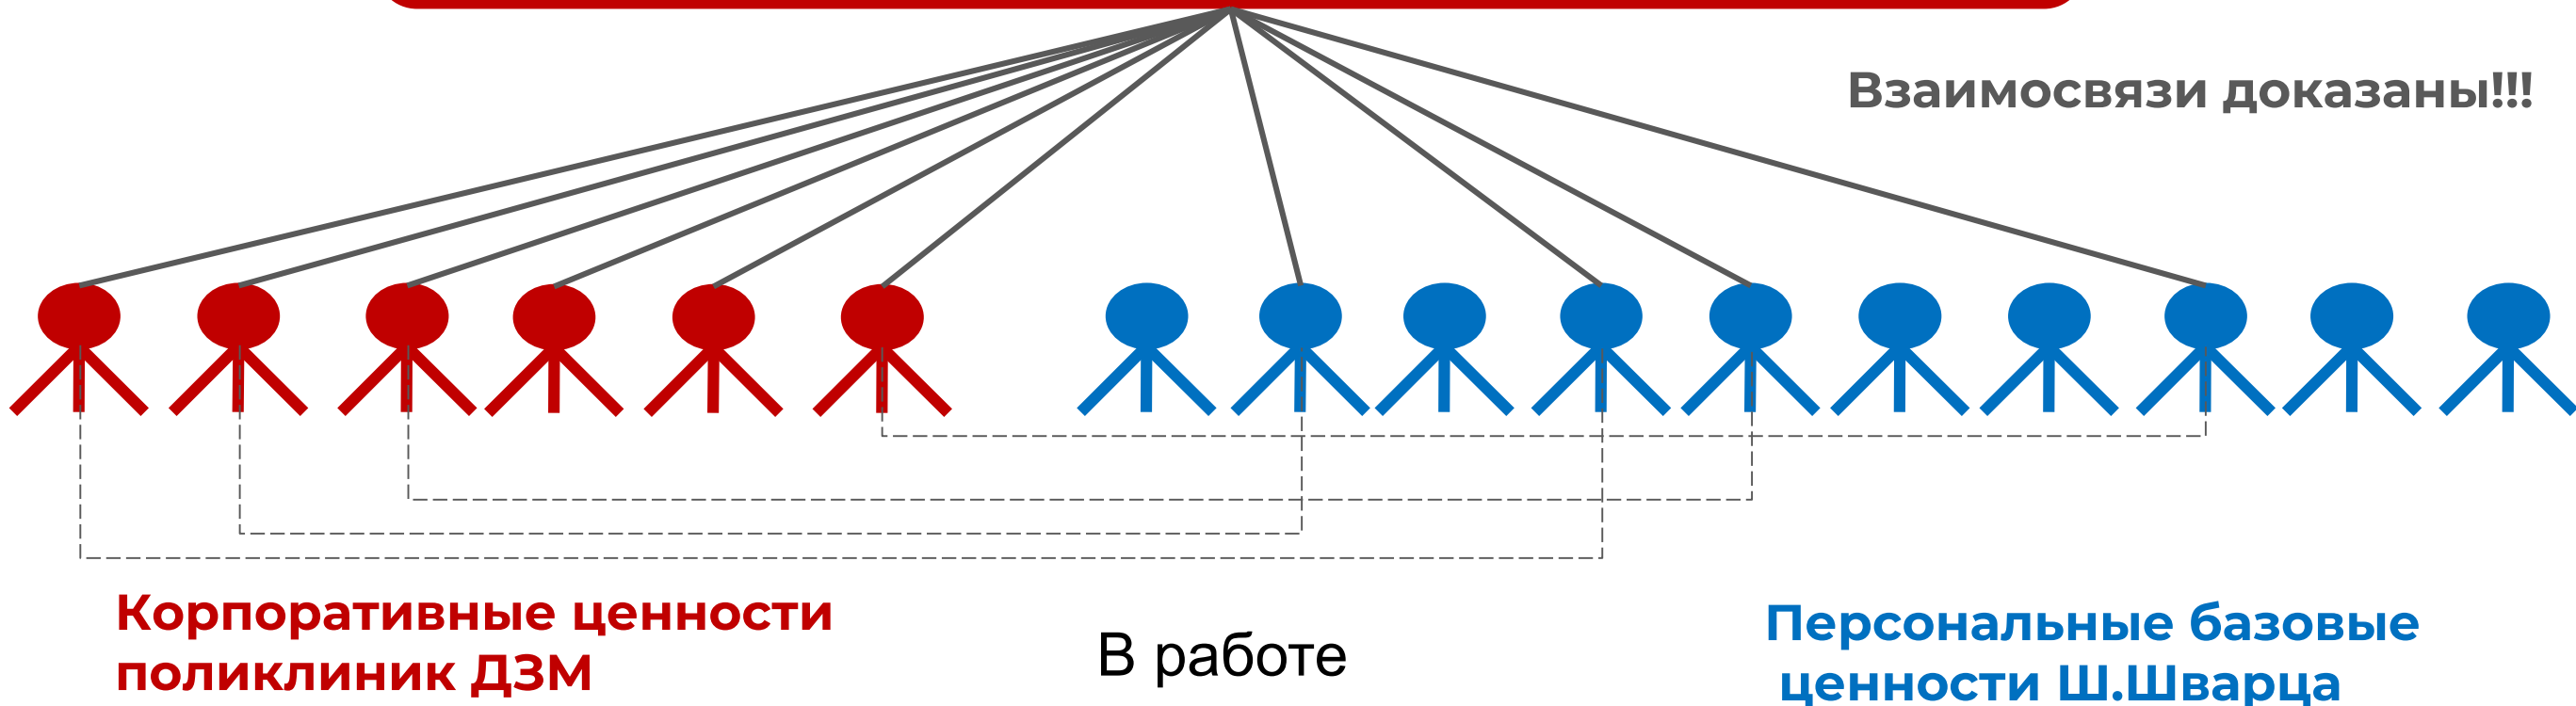 Взаимосвязи доказаны!!!
Корпоративные ценности
поликлиник ДЗМ
В работе
Персональные базовые
ценности Ш.Шварца